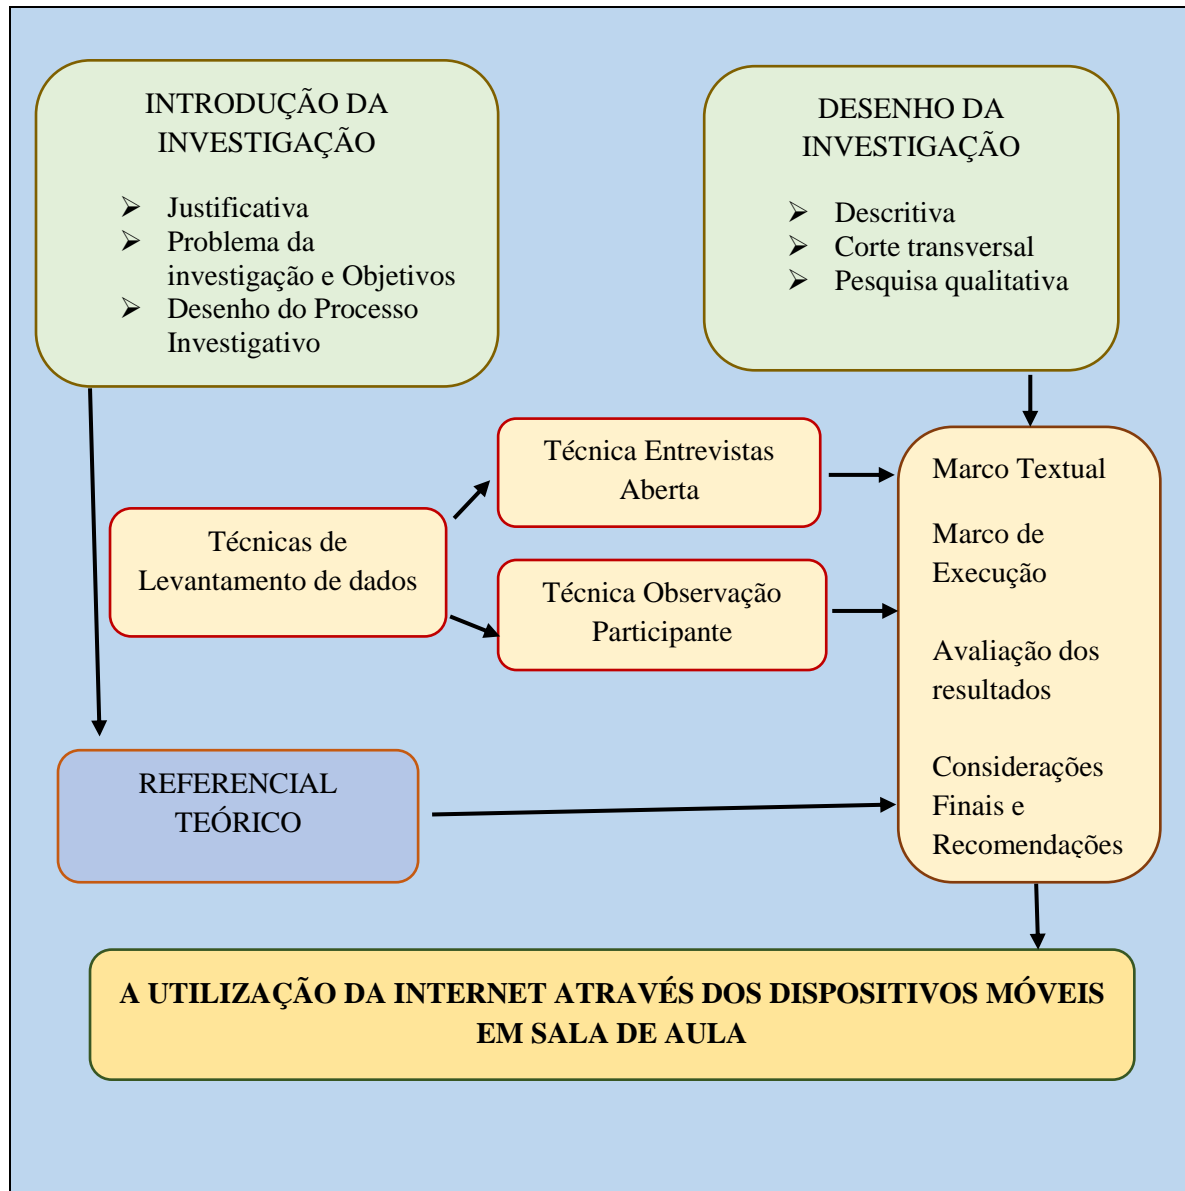 INTRODUÇÃO DA
INVESTIGAÇÃO
➢ Justificativa
➢ Problema da
investigação e Objetivos
➢ Desenho do Processo
Investigativo
DESENHO DA
INVESTIGAÇÃO
➢ Descritiva
➢ Corte transversal
➢ Pesquisa qualitativa
Técnica Entrevistas
Aberta
Técnicas de
Levantamento de dados
Técnica Observação
Participante
Marco Textual
Marco de
Execução
Avaliação dos
resultados
Considerações
Finais e
Recomendações
REFERENCIAL
TEÓRICO
A UTILIZAÇÃO DA INTERNET ATRAVÉS DOS DISPOSITIVOS MÓVEIS
EM SALA DE AULA